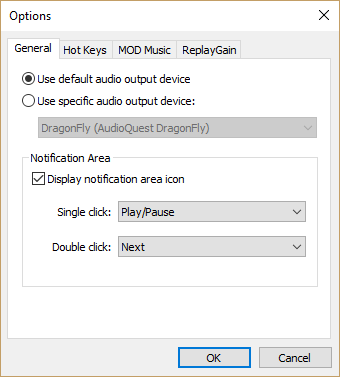 Options
General Hot Keys MOD Music ReplayGain
Use default audio output device
Use specific audio output device:
DragonFly (AudioQuest DragonFly)
Notification Area
Display notification area icon
Single click: Play/Pause
Double click: Next
OK Cancel